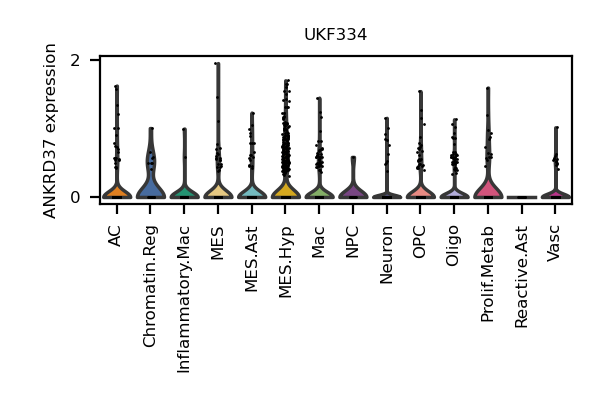 UKF334
ANKRD37 expression
2
0
AC
Chromatin.Reg
Inflammatory.Mac
MES
MES.Ast
MES.Hyp
Mac
NPC
Neuron
OPC
Oligo
Prolif.Metab
Reactive.Ast
Vasc